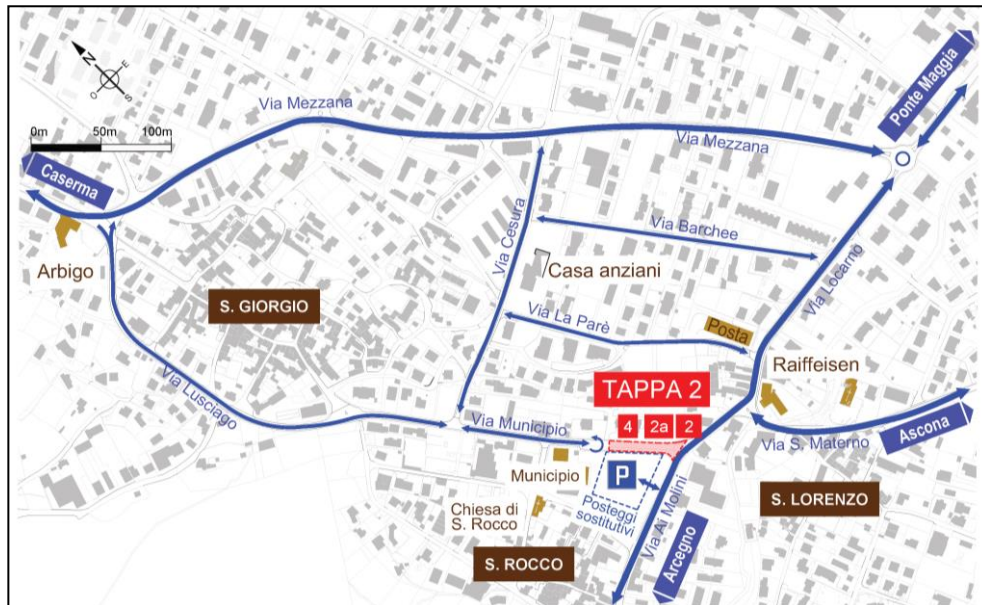 N
E
O
S
0m 50m 100m
Via Mezzana
Via Mezzana
Ponte Maggia
Caserma
Arbigo
S. GIORGIO
Via Cesura
Via Barchee
Casa anziani
Via Locarno
Via La Parè
Posta
Raiffeisen
TAPPA 2
4 2a 2
Via Lusciago
Via Municipio
Via S. Materno
Ascona
Municipio
P
Posteggi
sostitutivi
Via Ai Molini
Chiesa di
S. Rocco
S. LORENZO
S. ROCCO
Arcegno